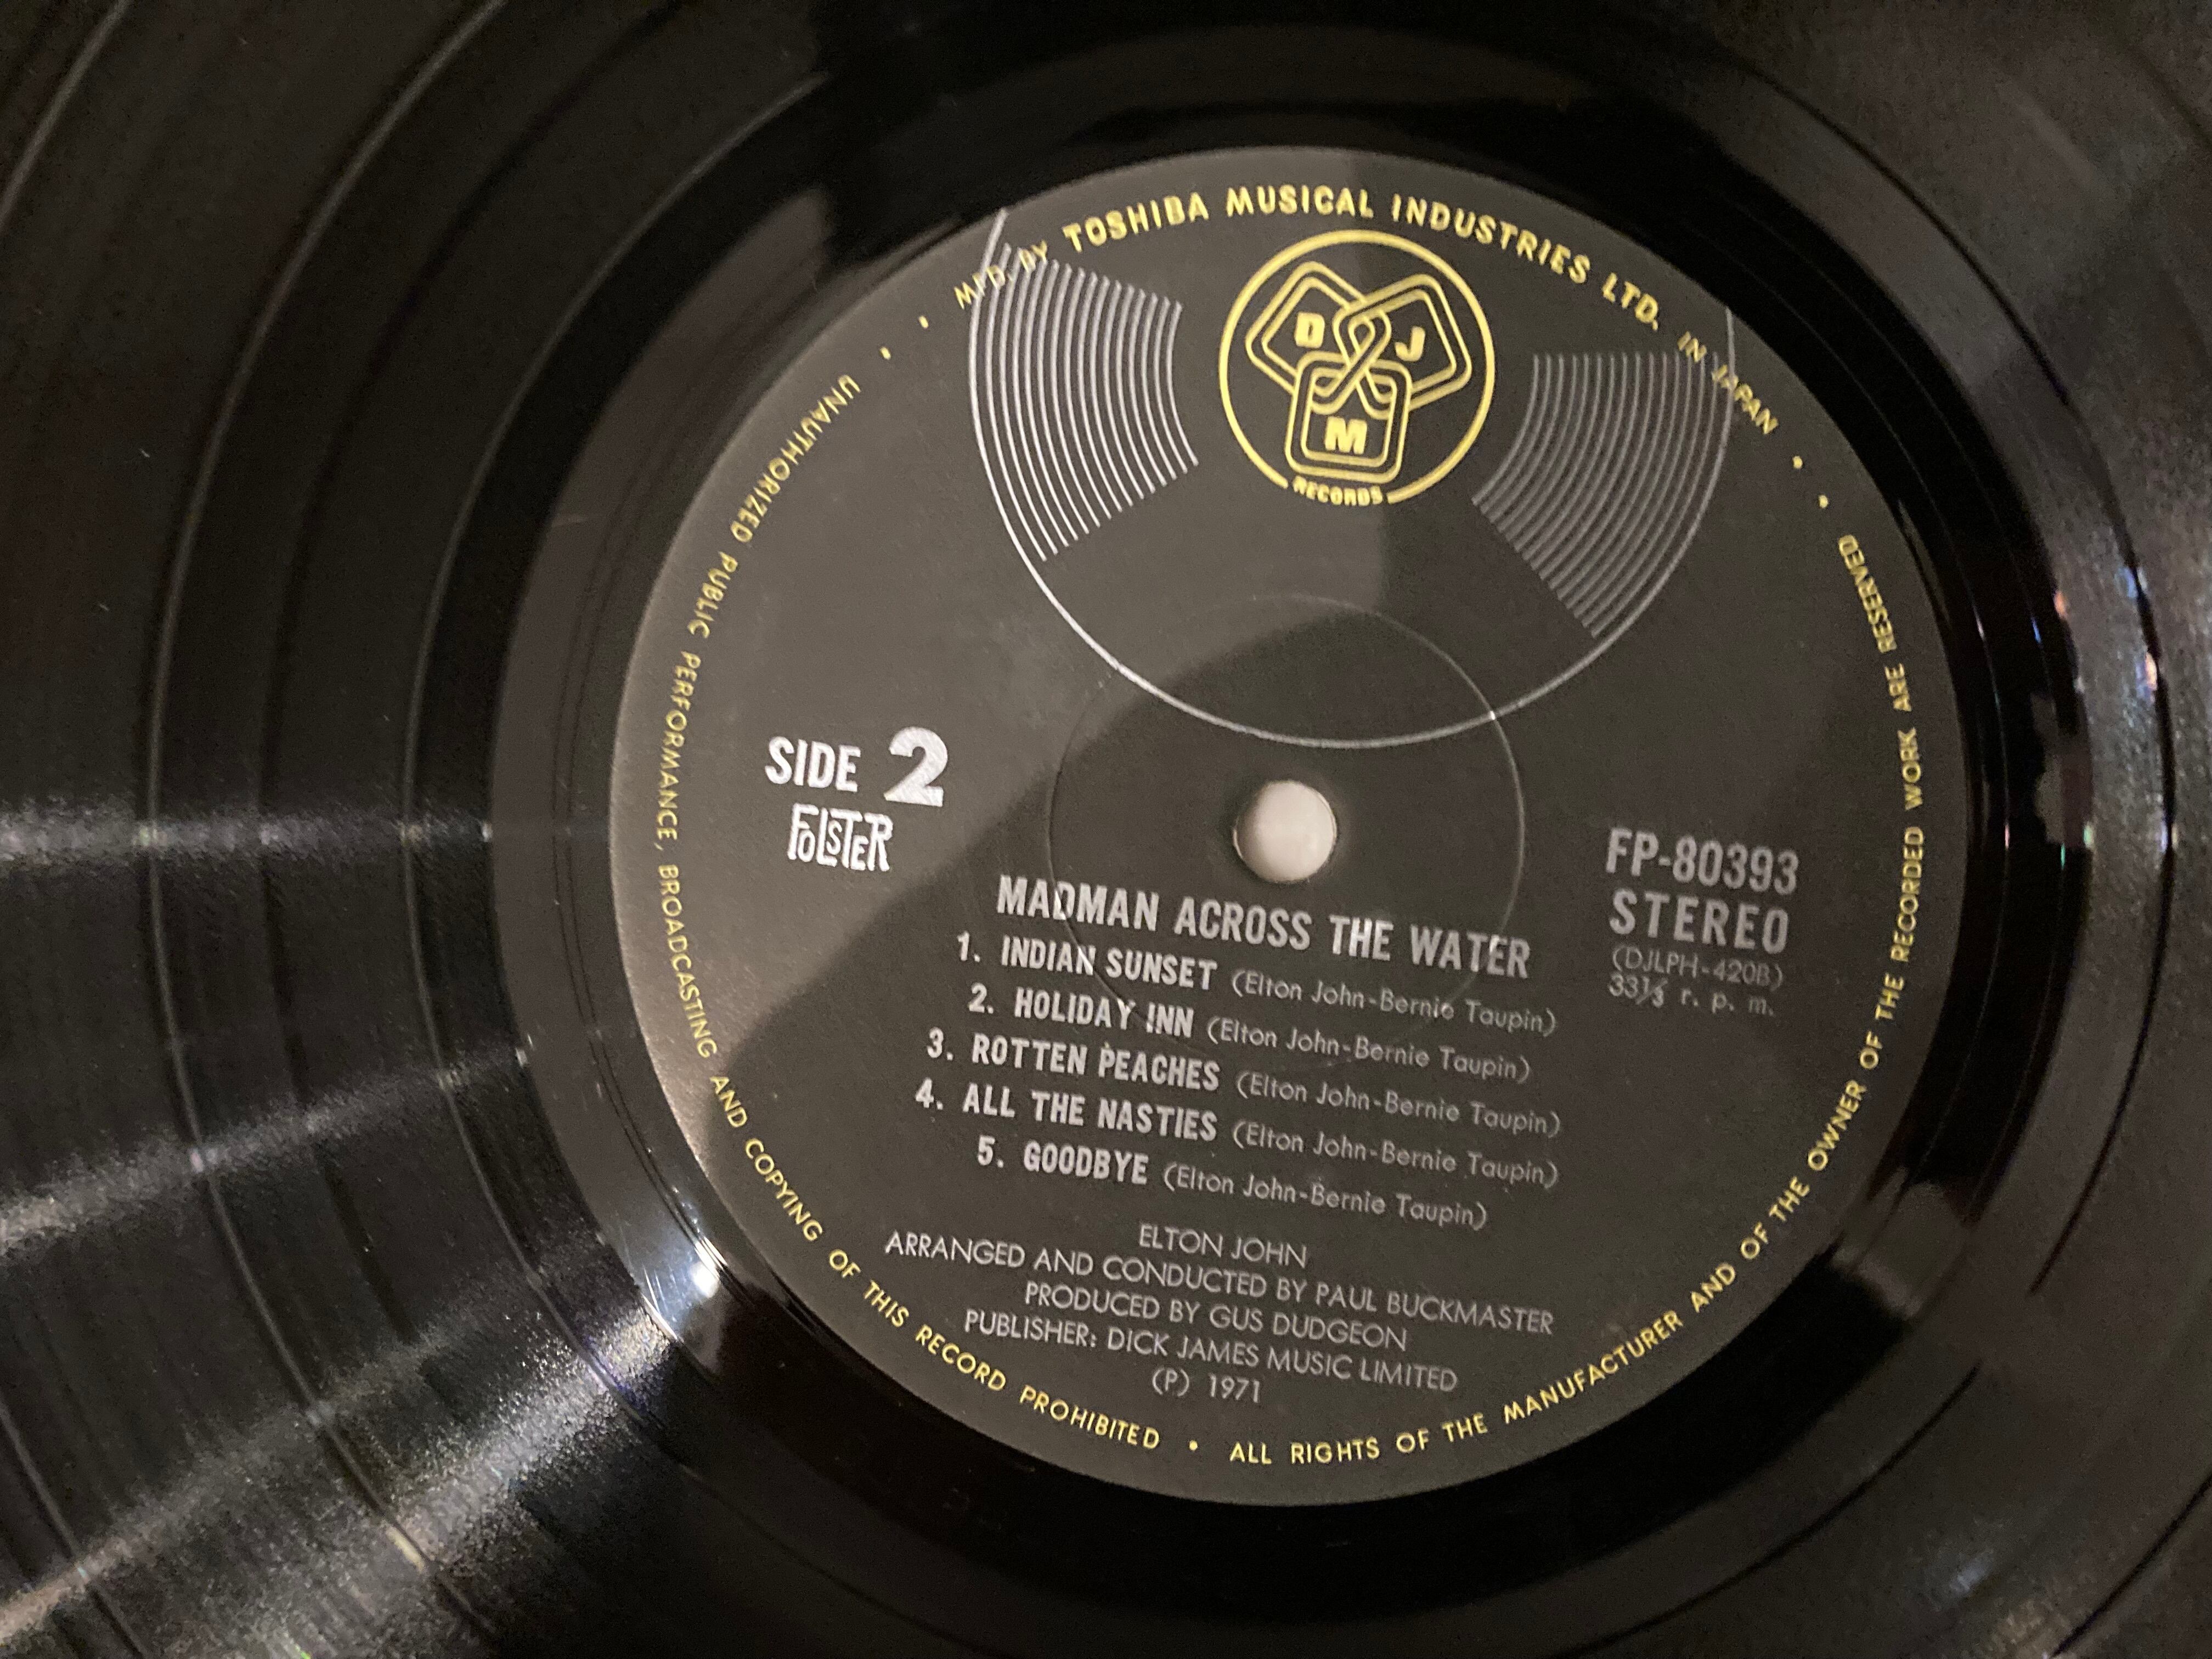 MFD. BY TOSHIBA MUSICAL INDUSTRIES LTD. IN JAPAN
D J
M
RECORDS
SIDE 2
FOLSTER
FP-80393
STEREO
(DJLPH-420B)
33⅓ r. p. m.
MADMAN ACROSS THE WATER
1. INDIAN SUNSET (Elton John-Bernie Taupin)
2. HOLIDAY INN (Elton John-Bernie Taupin)
3. ROTTEN PEACHES (Elton John-Bernie Taupin)
4. ALL THE NASTIES (Elton John-Bernie Taupin)
5. GOODBYE (Elton John-Bernie Taupin)
ELTON JOHN
ARRANGED AND CONDUCTED BY PAUL BUCKMASTER
PRODUCED BY GUS DUDGEON
PUBLISHER: DICK JAMES MUSIC LIMITED
(P) 1971
UNAUTHORIZED PUBLIC PERFORMANCE, BROADCASTING AND COPYING OF THIS RECORD PROHIBITED • ALL RIGHTS OF THE MANUFACTURER AND OF THE OWNER OF THE RECORDED WORK ARE RESERVED